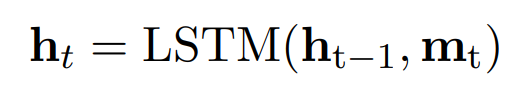 h_t = LSTM(h_{t−1}, m_t)